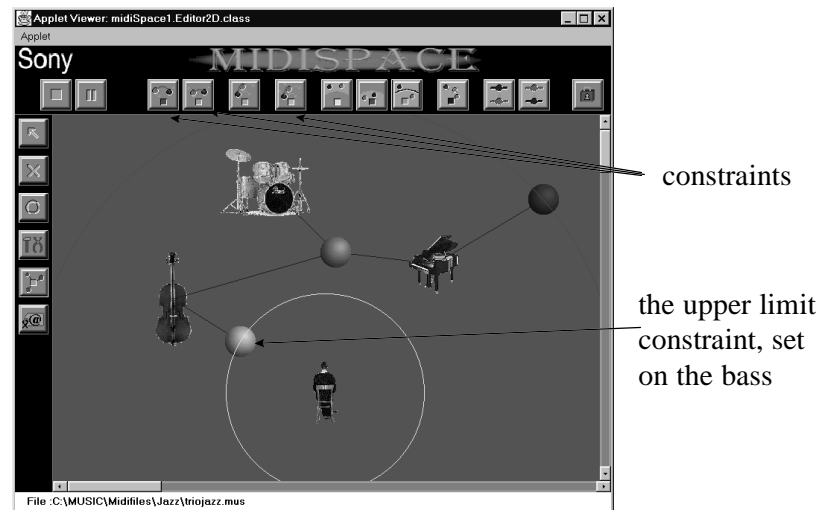 Applet Viewer: midiSpace1.Editor2D.class
Applet
Sony MIDISPACE
constraints
the upper limit
constraint, set
on the bass
File :C:\MUSIC\Midifiles\Jazz\triojazz.mus